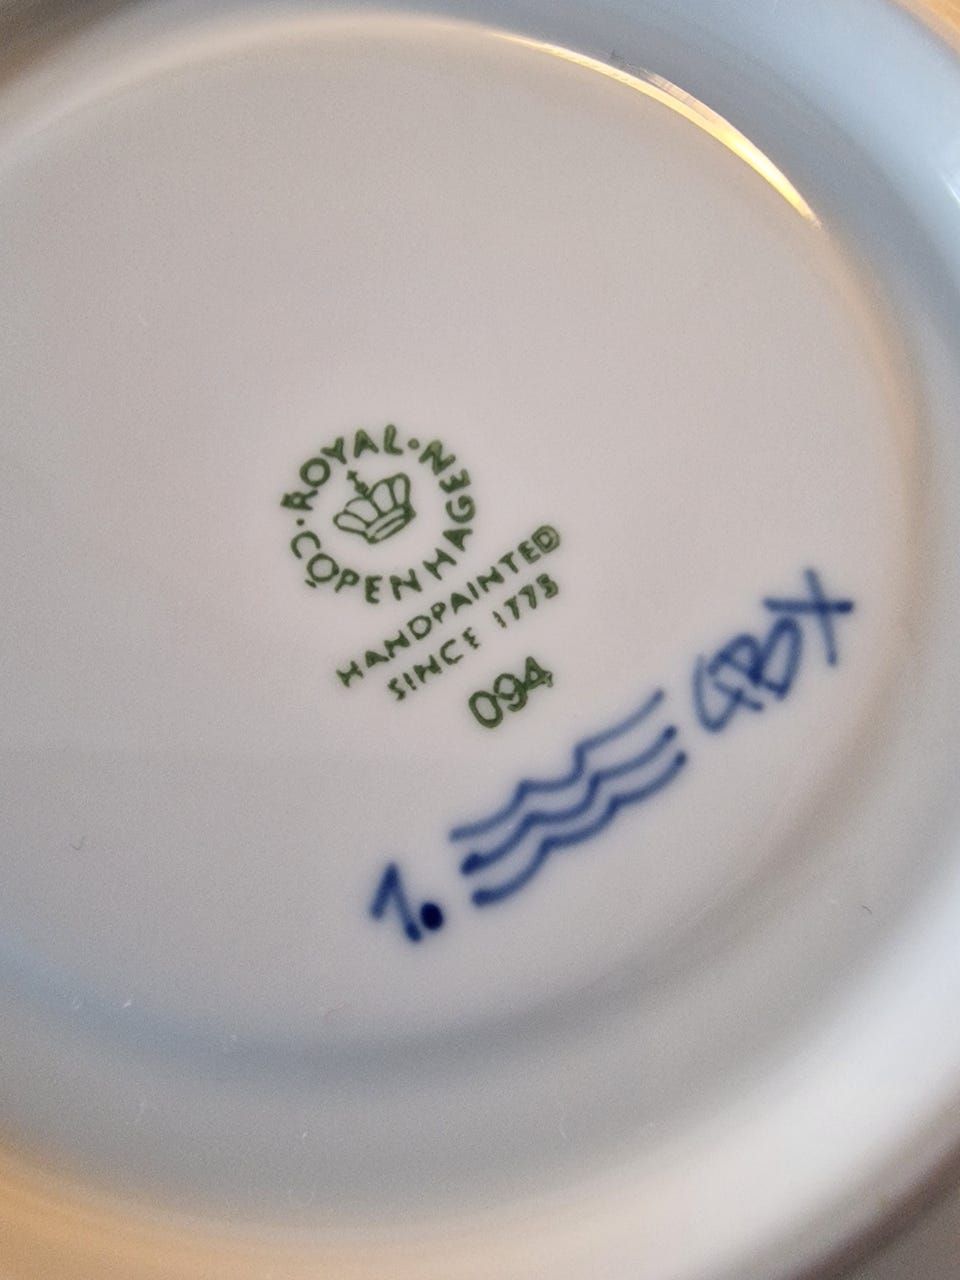 ROYAL · COPENHAGEN ·
HANDPAINTED
SINCE 1775
094
1.